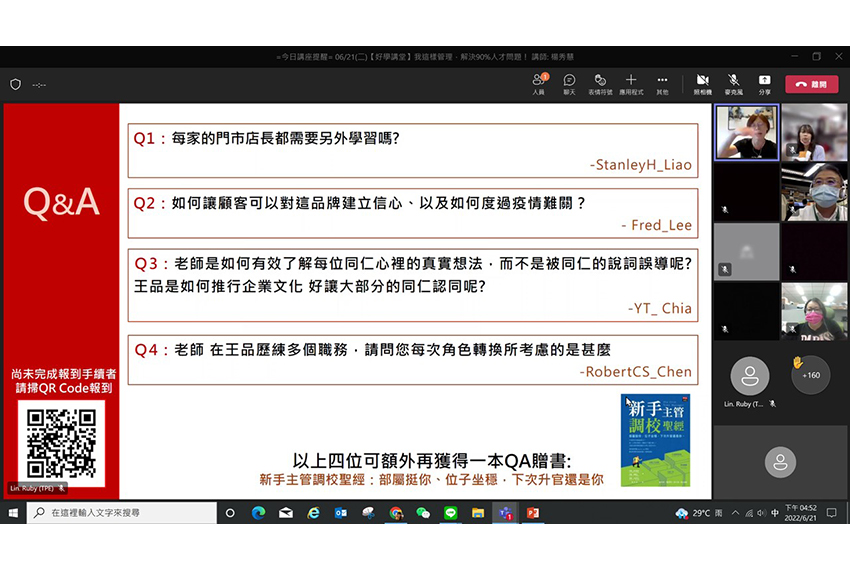 =今日講座提醒= 06/21(二)【好學講堂】我這樣管理，解決90%人才問題！ 講師: 楊秀慧
--:--
1
人員
聊天
表情符號
應用程式
其他
照相機
麥克風
分享
離開
Q&A
Q1：每家的門市店長都需要另外學習嗎?
-StanleyH_Liao
Q2：如何讓顧客可以對這品牌建立信心、以及如何度過疫情難關？
- Fred_Lee
Q3：老師是如何有效了解每位同仁心裡的真實想法，而不是被同仁的說詞誤導呢?
王品是如何推行企業文化 好讓大部分的同仁認同呢?
-YT_ Chia
Q4：老師 在王品歷練多個職務，請問您每次角色轉換所考慮的是甚麼
-RobertCS_Chen
尚未完成報到手續者
請掃QR Code報到
Lin, Ruby (TPE)
以上四位可額外再獲得一本QA贈書:
新手主管調校聖經：部屬挺你、位子坐穩，下次升官還是你
新手主管
調校聖經
Lin, Ruby (T...
+160
在這裡輸入文字來搜尋
29°C 雨
中
下午 04:52
2022/6/21